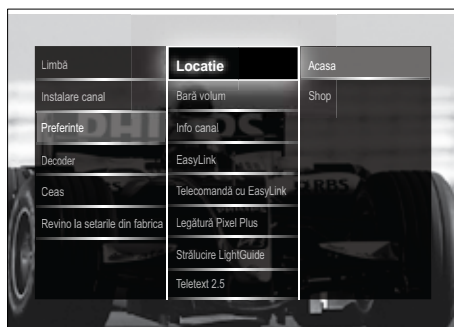 Limbă
Instalare canal
Preferinte
Decoder
Ceas
Revino la setarile din fabrica
Locatie
Bară volum
Info canal
EasyLink
Telecomandă cu EasyLink
Legătură Pixel Plus
Strălucire LightGuide
Teletext 2.5
Acasa
Shop
RBS